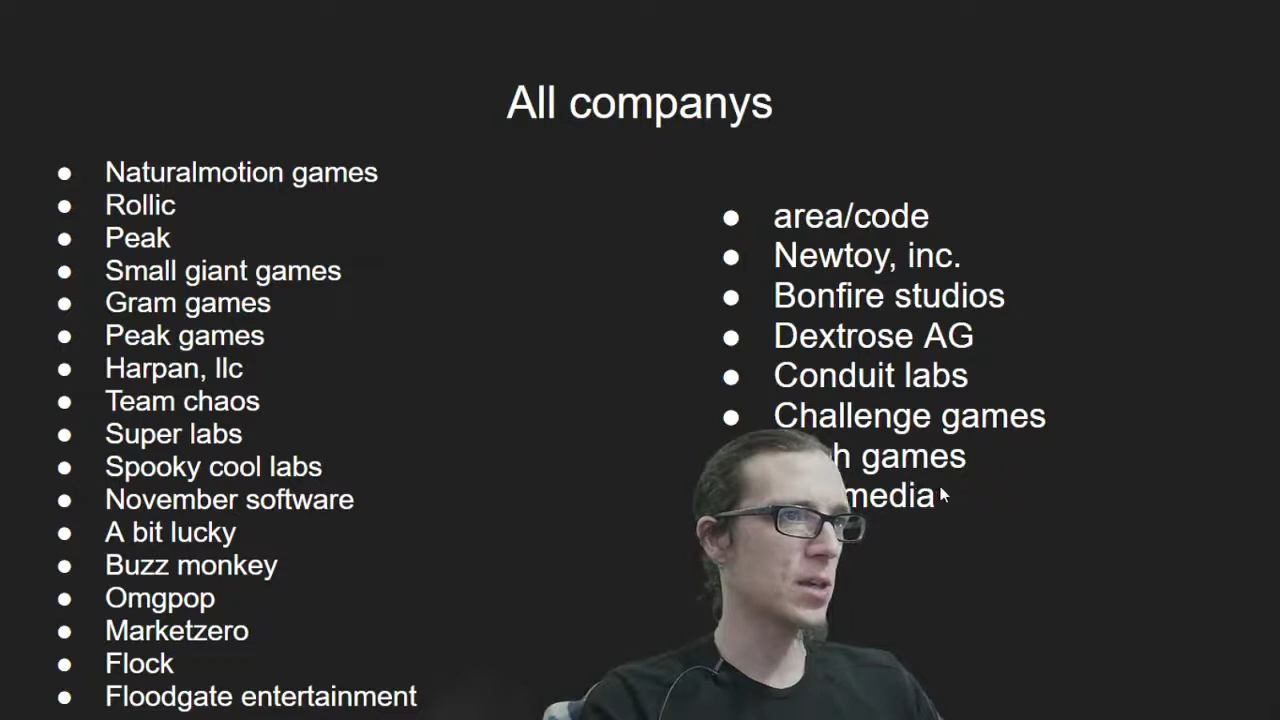 All companys
Naturalmotion games
Rollic
Peak
Small giant games
Gram games
Peak games
Harpan, llc
Team chaos
Super labs
Spooky cool labs
November software
A bit lucky
Buzz monkey
Omgpop
Marketzero
Flock
Floodgate entertainment
area/code
Newtoy, inc.
Bonfire studios
Dextrose AG
Conduit labs
Challenge games
games
media